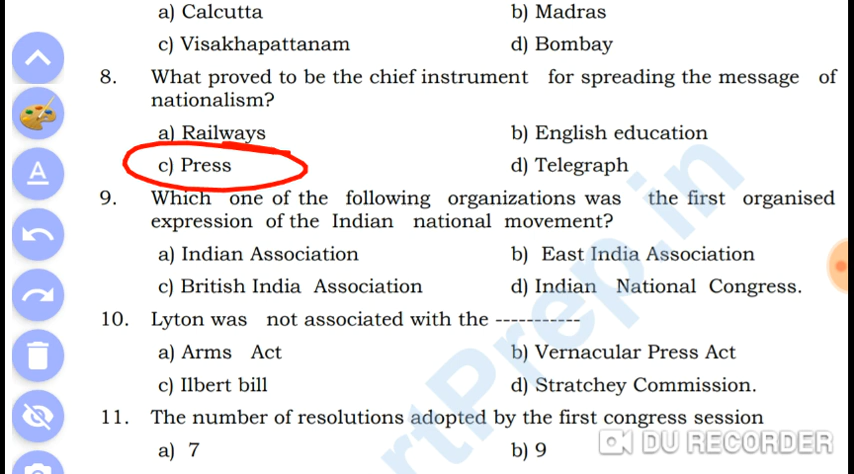 a) Calcutta b) Madras
c) Visakhapattanam d) Bombay
8. What proved to be the chief instrument for spreading the message of
nationalism?
a) Railways b) English education
c) Press d) Telegraph
9. Which one of the following organizations was the first organised
expression of the Indian national movement?
a) Indian Association b) East India Association
c) British India Association d) Indian National Congress.
10. Lyton was not associated with the -----------
a) Arms Act b) Vernacular Press Act
c) Ilbert bill d) Stratchey Commission.
11. The number of resolutions adopted by the first congress session
a) 7 b) 9
A
rtPrep.in
DU RECORDER